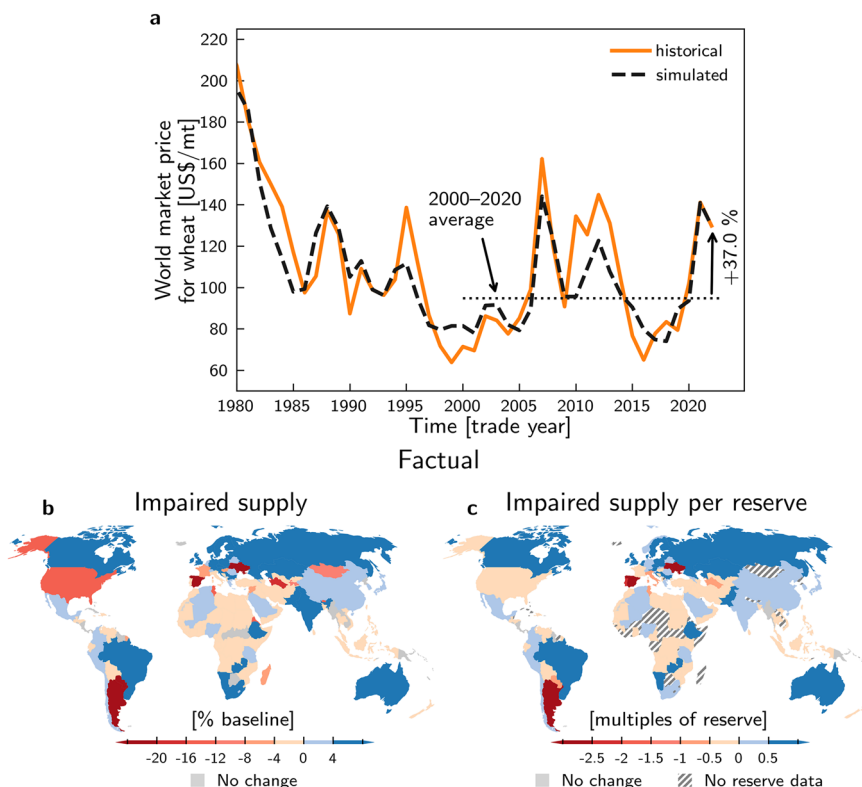 a
220
200
180
160
140
120
100
80
60
World market price
for wheat [US$/mt]
historical
simulated
2000–2020
average
+37.0 %
1980 1985 1990 1995 2000 2005 2010 2015 2020
Time [trade year]
Factual
b Impaired supply
[% baseline]
-20 -16 -12 -8 -4 0 4
No change
c Impaired supply per reserve
[multiples of reserve]
-2.5 -2 -1.5 -1 -0.5 0 0.5
No change No reserve data